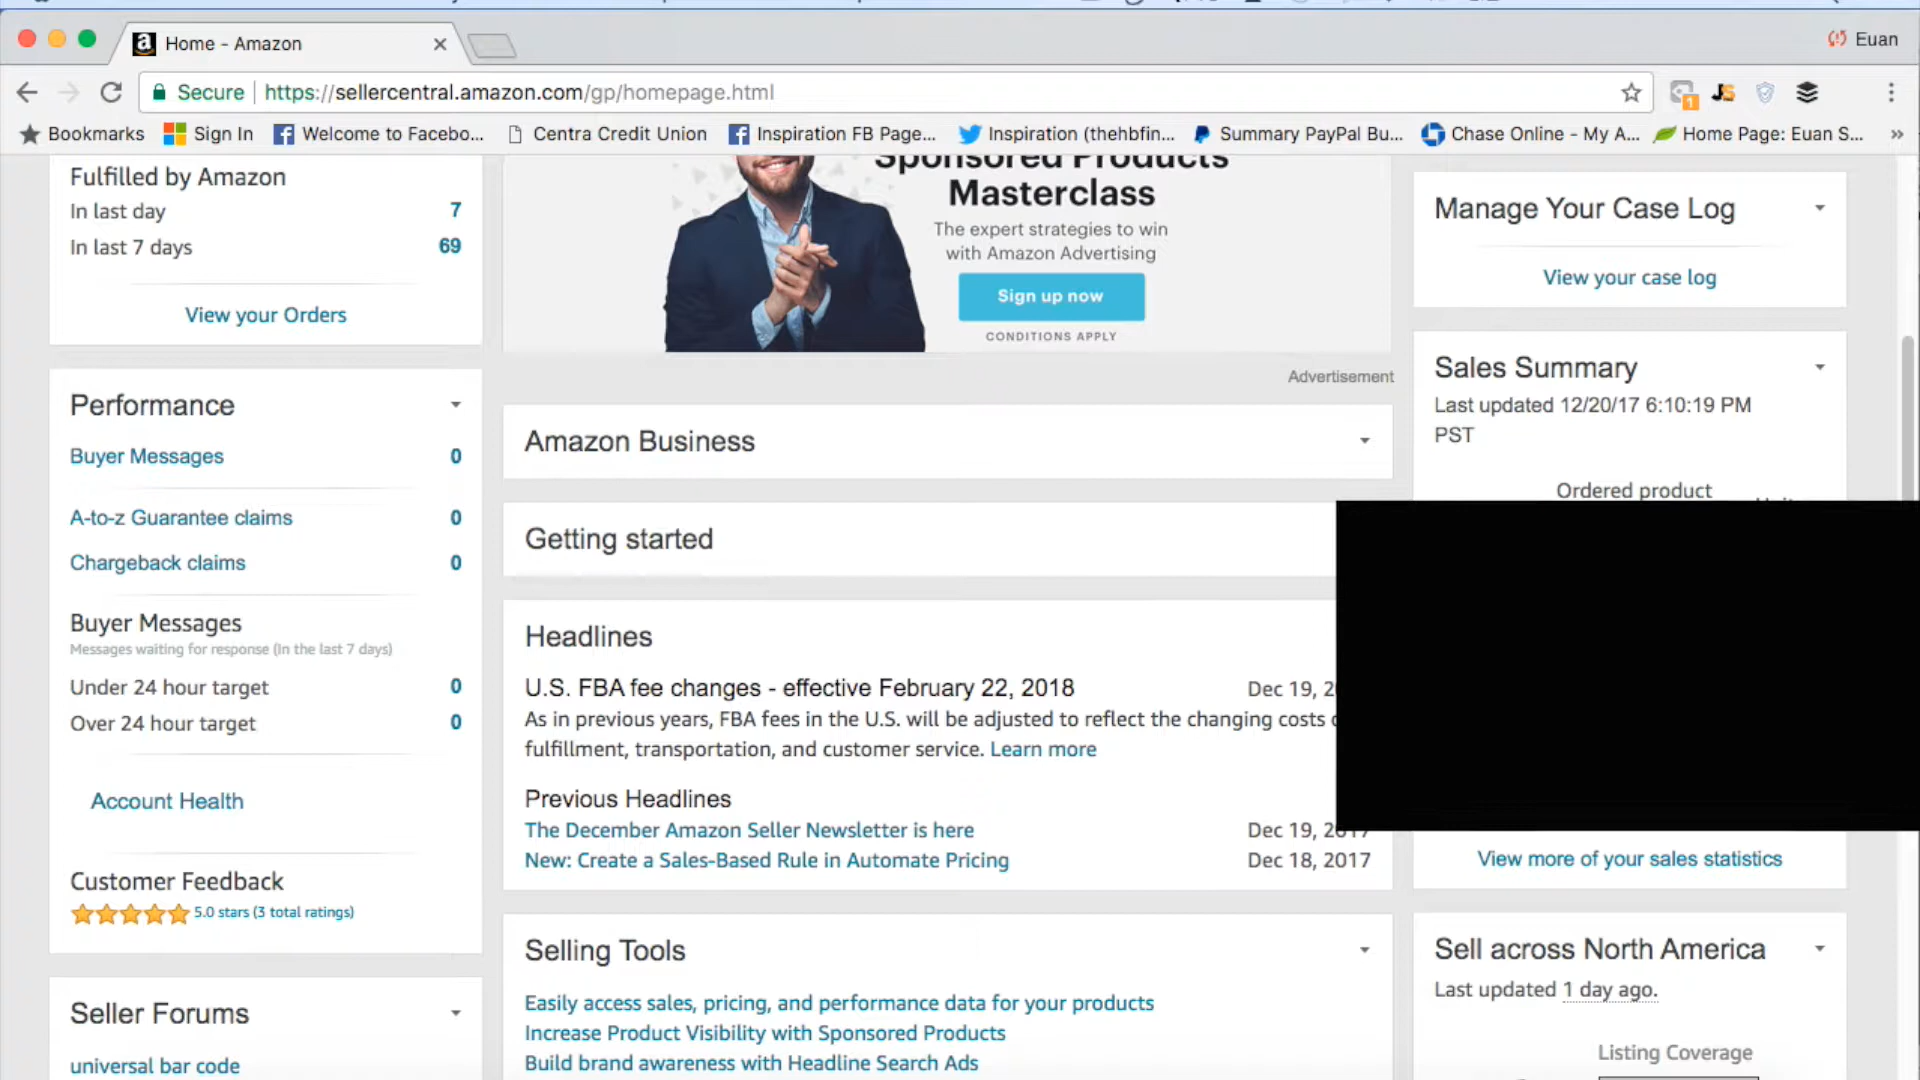 Home - Amazon
Euan
Secure
https://sellercentral.amazon.com/gp/homepage.html
1
JS
Bookmarks
Sign In
Welcome to Facebo...
Centra Credit Union
Inspiration FB Page...
Inspiration (thehbfin...
Summary PayPal Bu...
Chase Online - My A...
Home Page: Euan S...
»
Fulfilled by Amazon
In last day 7
In last 7 days 69
View your Orders
Performance
Buyer Messages 0
A-to-z Guarantee claims 0
Chargeback claims 0
Buyer Messages
Messages waiting for response (In the last 7 days)
Under 24 hour target 0
Over 24 hour target 0
Account Health
Customer Feedback
5.0 stars (3 total ratings)
Seller Forums
universal bar code
Sponsored Products
Masterclass
The expert strategies to win
with Amazon Advertising
Sign up now
CONDITIONS APPLY
Advertisement
Amazon Business
Getting started
Headlines
U.S. FBA fee changes - effective February 22, 2018 Dec 19,
As in previous years, FBA fees in the U.S. will be adjusted to reflect the changing costs
fulfillment, transportation, and customer service. Learn more
Previous Headlines
The December Amazon Seller Newsletter is here Dec 19, 2017
New: Create a Sales-Based Rule in Automate Pricing Dec 18, 2017
Selling Tools
Easily access sales, pricing, and performance data for your products
Increase Product Visibility with Sponsored Products
Build brand awareness with Headline Search Ads
Manage Your Case Log
View your case log
Sales Summary
Last updated 12/20/17 6:10:19 PM
PST
Ordered product
View more of your sales statistics
Sell across North America
Last updated 1 day ago.
Listing Coverage